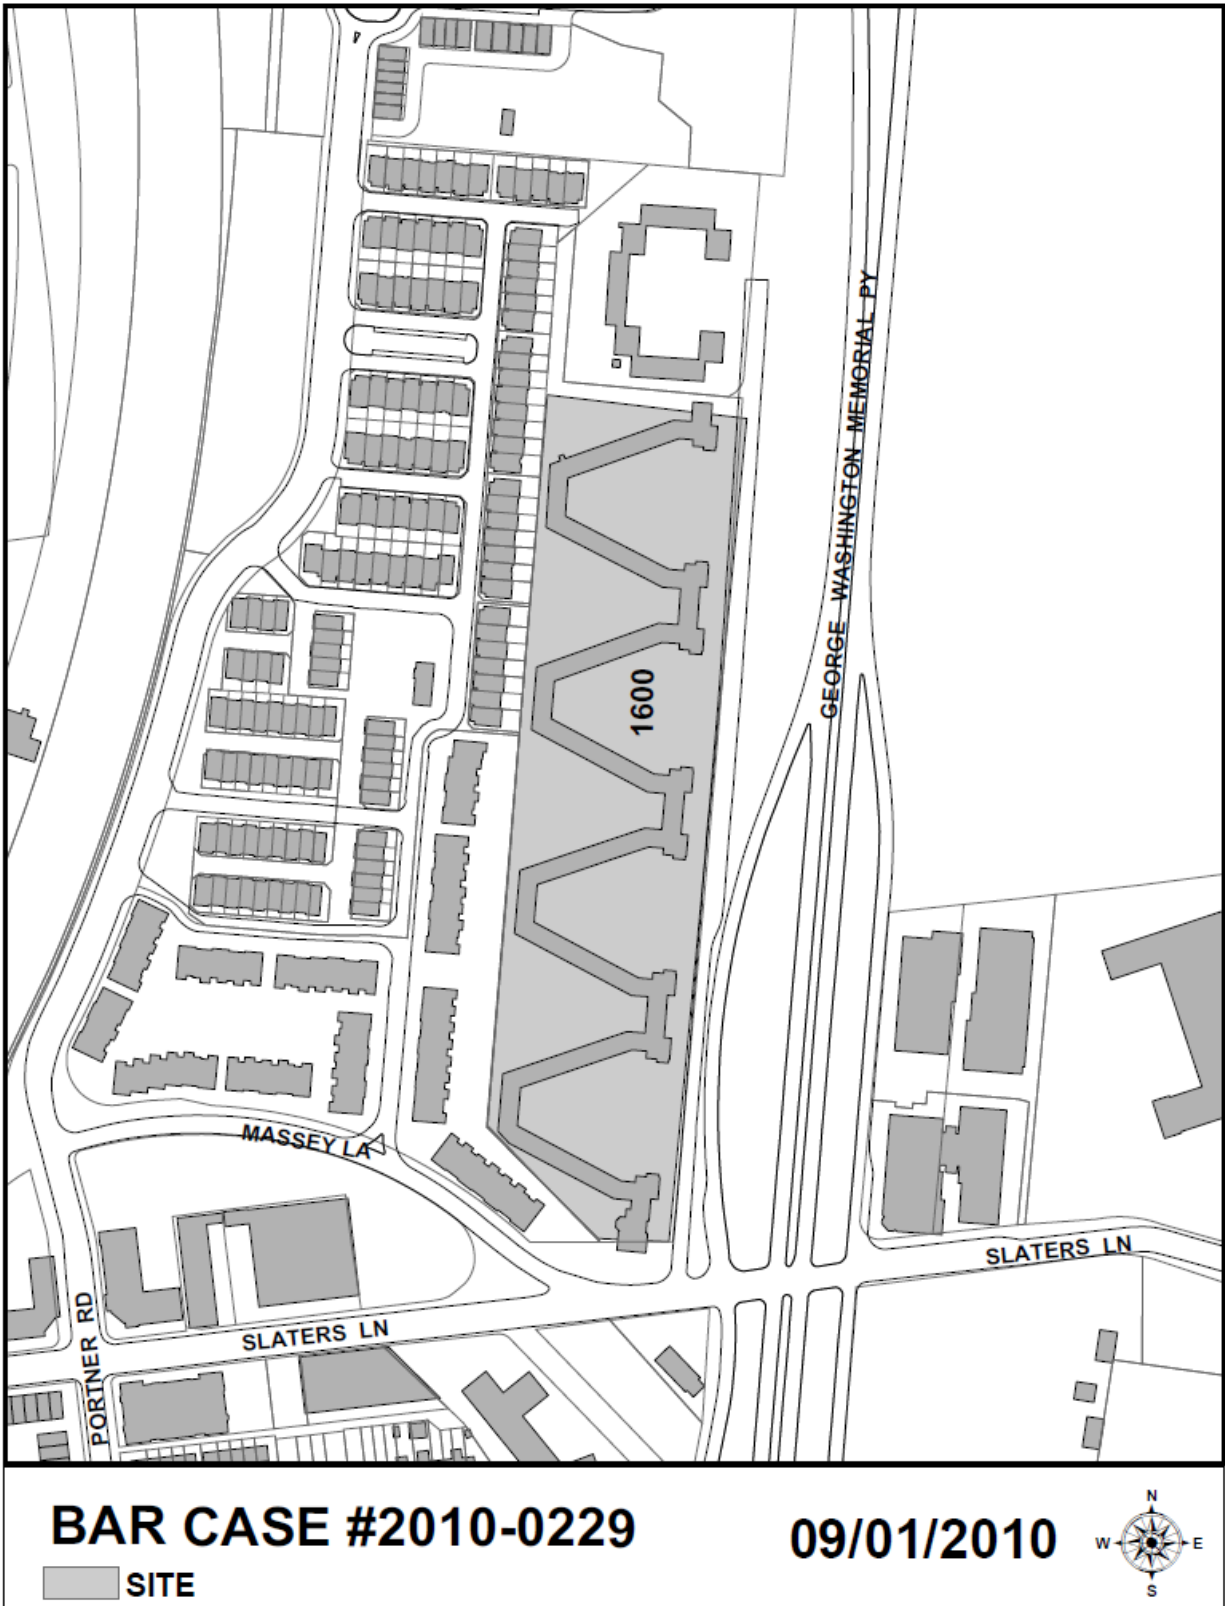 GEORGE WASHINGTON MEMORIAL PY
1600
MASSEY LA
SLATERS LN
SLATERS LN
PORTNER RD
BAR CASE #2010-0229
09/01/2010
N
W E
S
SITE